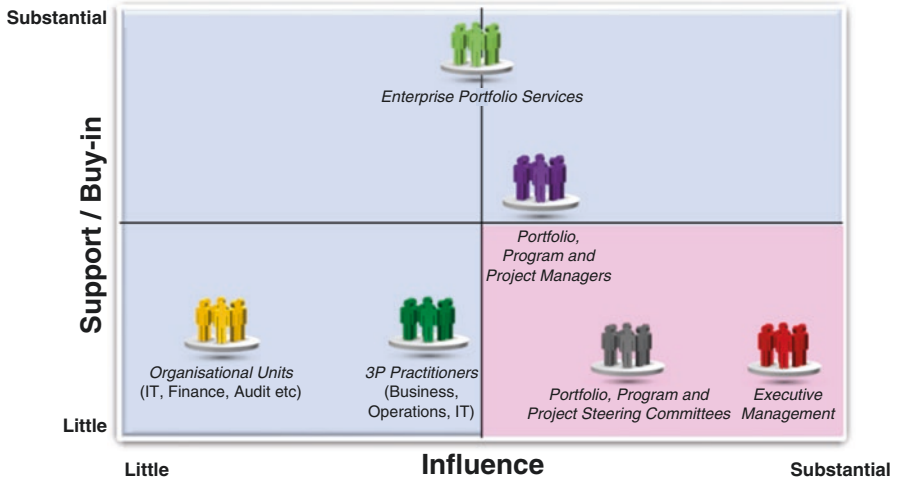 Substantial
Support / Buy-in
Enterprise Portfolio Services
Portfolio,
Program and
Project Managers
Organisational Units
(IT, Finance, Audit etc)
3P Practitioners
(Business,
Operations, IT)
Portfolio, Program and
Project Steering Committees
Executive
Management
Little
Little
Influence
Substantial